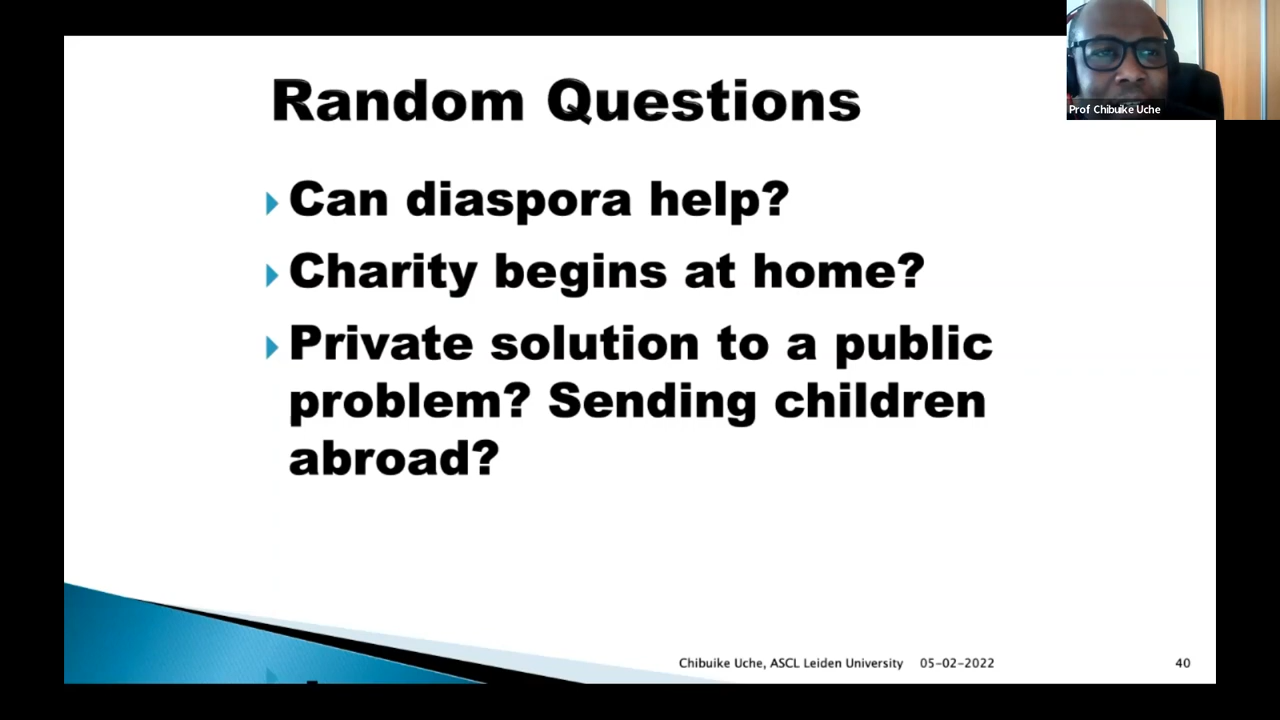 Random Questions
Prof Chibuike Uche
Can diaspora help?
Charity begins at home?
Private solution to a public
problem? Sending children
abroad?
Chibuike Uche, ASCL Leiden University 05-02-2022 40